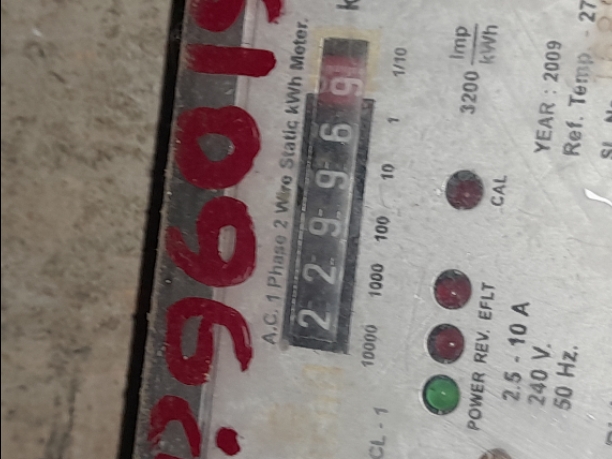 A.C. 1 Phase 2 Wire Static kWh Meter.
2 2 9 9 6 9
10000 1000 100 10 1 1/10
CL - 1
3200 Imp
kWh
CAL
POWER REV. EFLT
2.5 - 10 A
240 V.
50 Hz.
YEAR : 2009
Ref. Temp. - 27